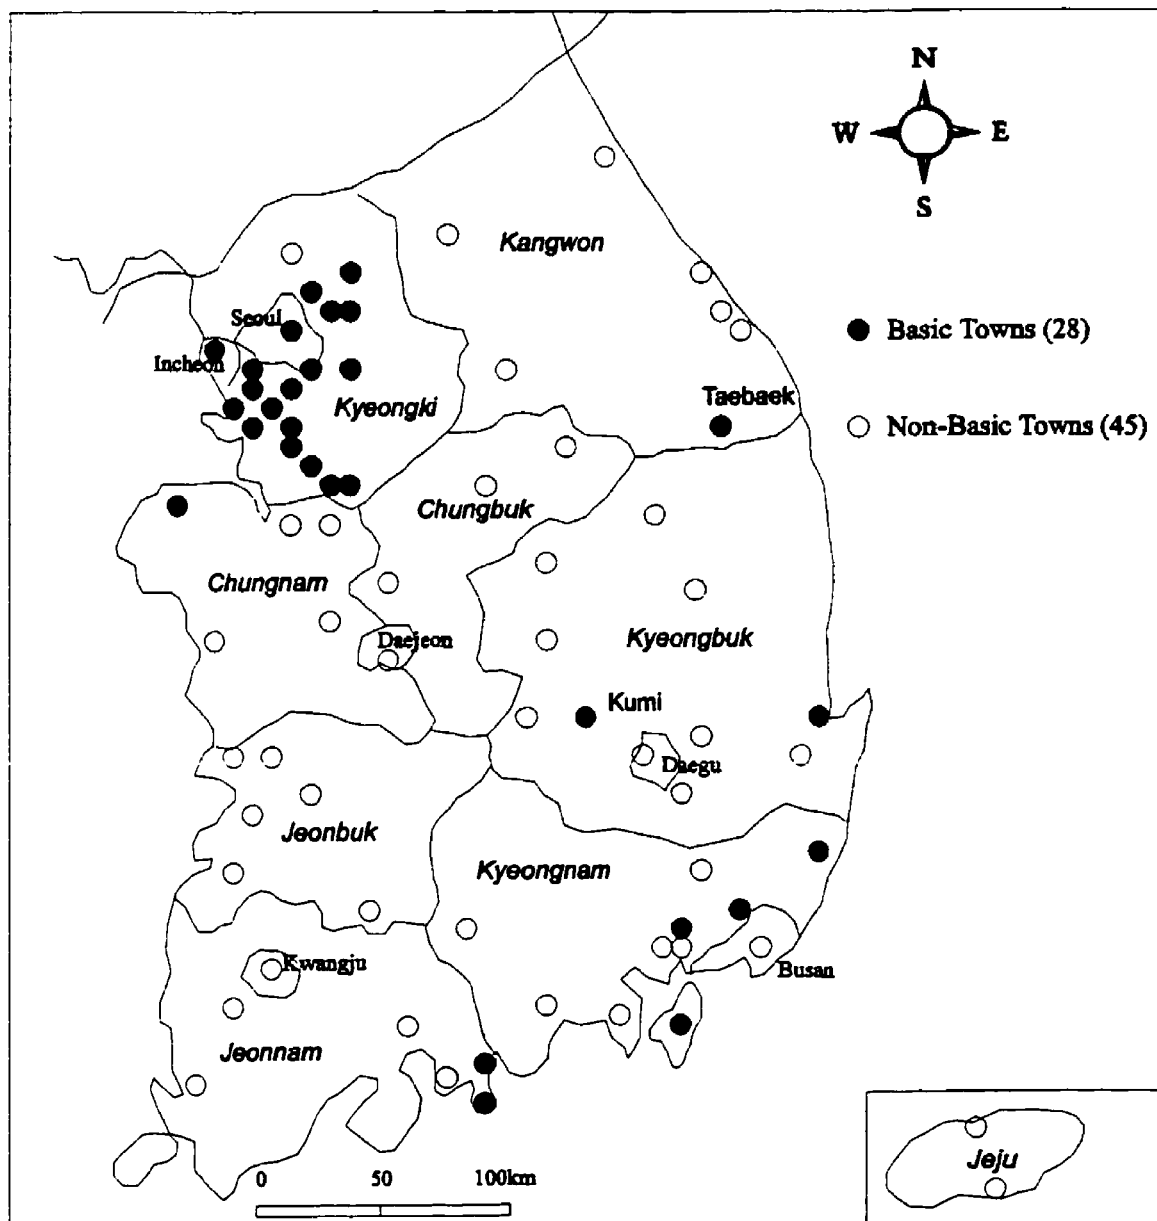 N
W E
S
Kangwon
Seoul
Basic Towns (28)
Incheon
Taebaek
Kyeongki
Non-Basic Towns (45)
Chungbuk
Chungnam
Daejeon
Kyeongbuk
Kumi
Daegu
Jeonbuk
Kyeongnam
Kwangju
Busan
Jeonnam
Jeju
0 50 100km